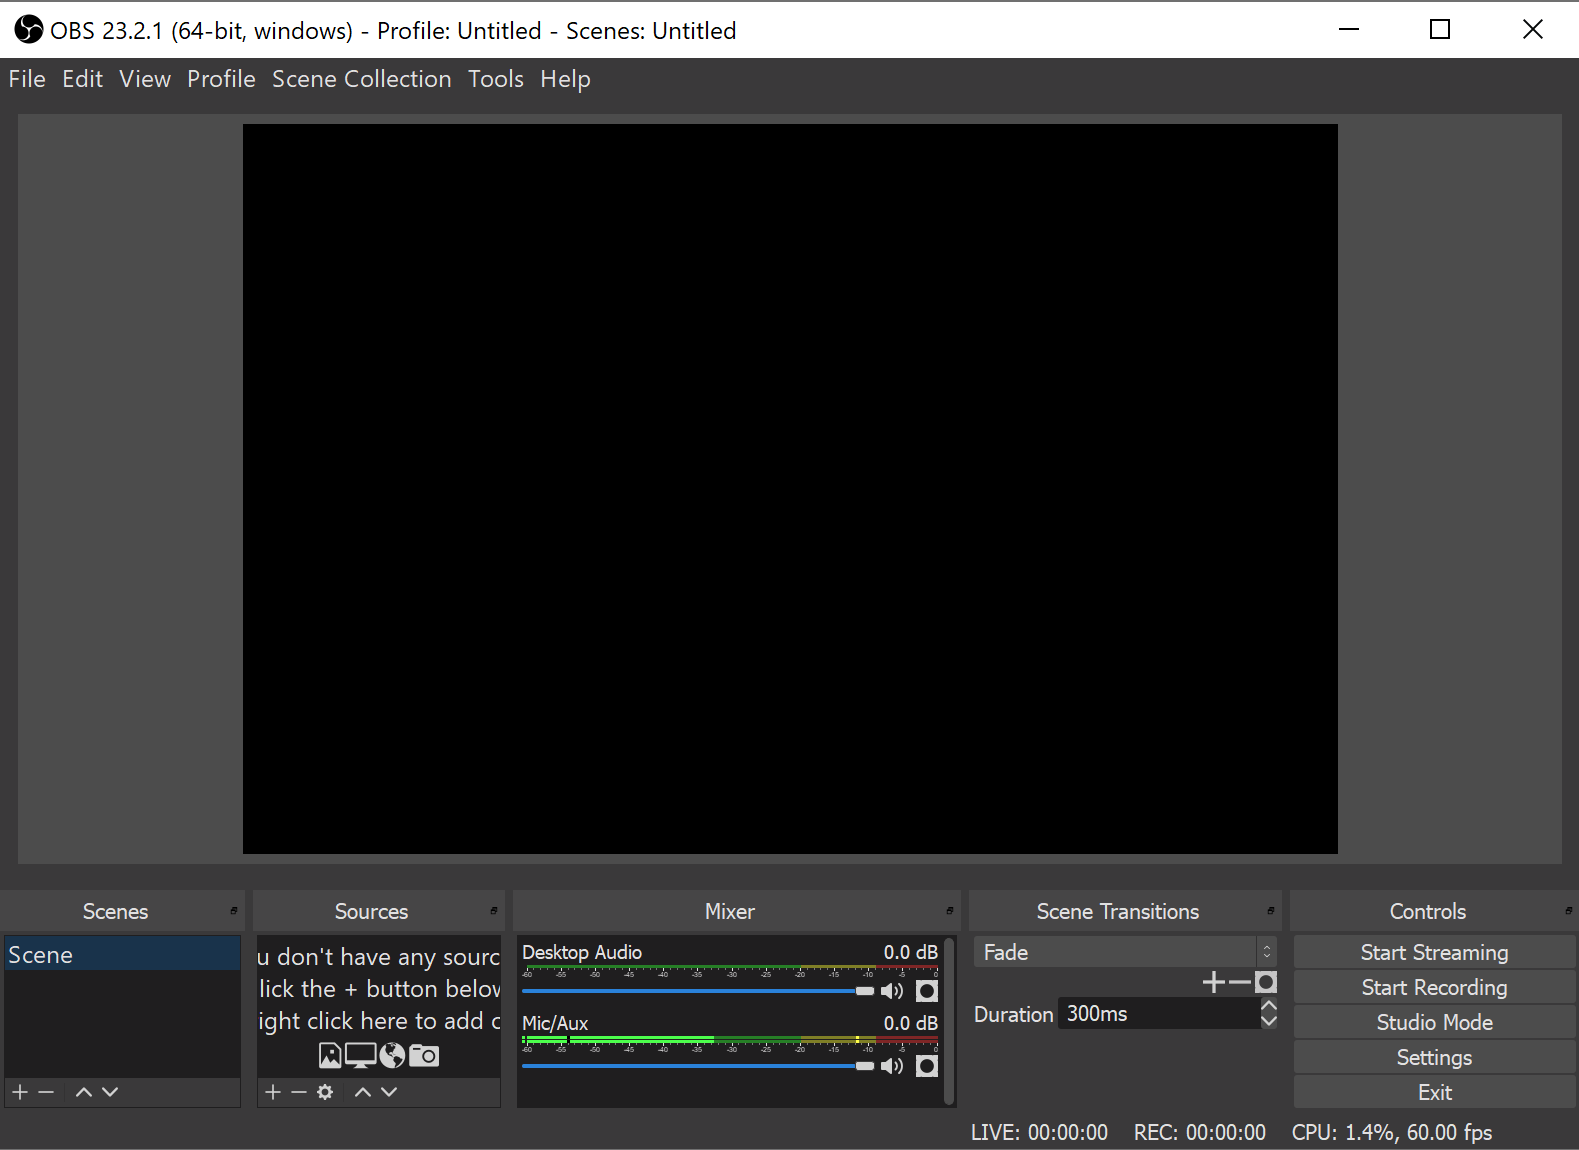 OBS 23.2.1 (64-bit, windows) - Profile: Untitled - Scenes: Untitled
File Edit View Profile Scene Collection Tools Help
Scenes
Scene
Sources
u don't have any sourc
lick the + button below
ight click here to add c
Mixer
Desktop Audio 0.0 dB
-60 -55 -50 -45 -40 -35 -30 -25 -20 -15 -10 -5 0
Mic/Aux 0.0 dB
-60 -55 -50 -45 -40 -35 -30 -25 -20 -15 -10 -5 0
Scene Transitions
Fade
Duration 300ms
Controls
Start Streaming
Start Recording
Studio Mode
Settings
Exit
LIVE: 00:00:00 REC: 00:00:00 CPU: 1.4%, 60.00 fps